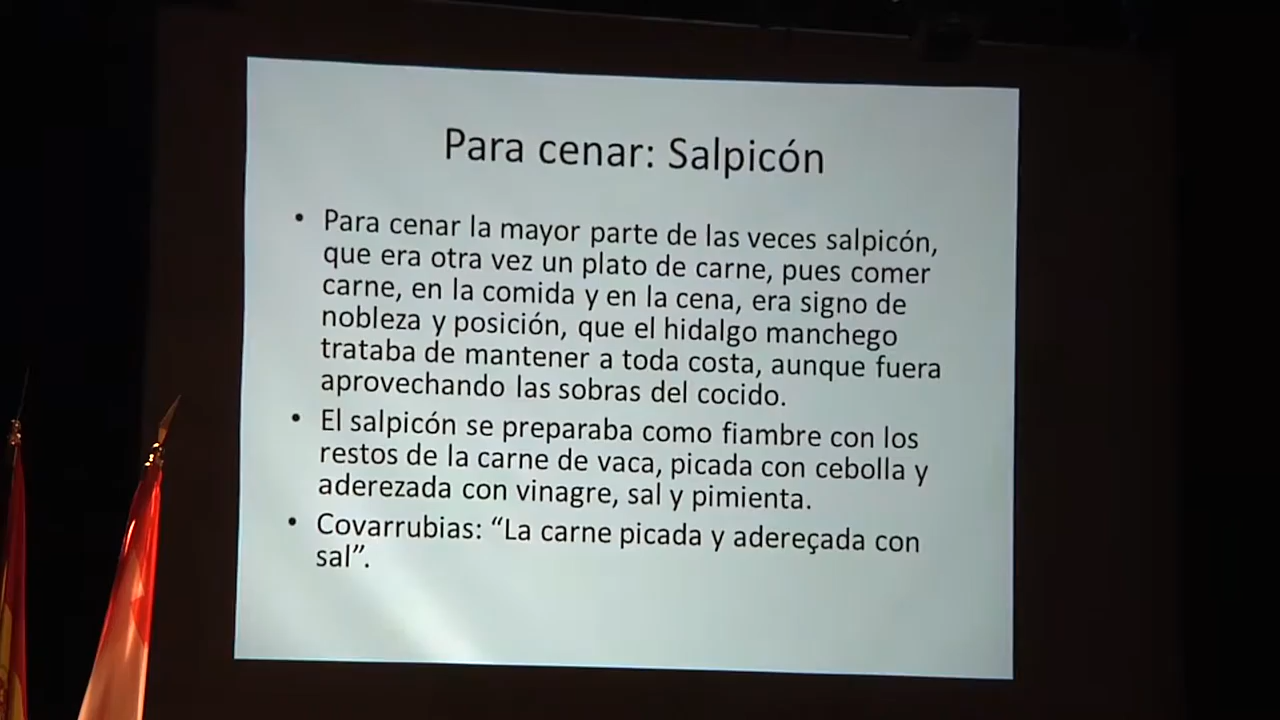 Para cenar: Salpicón
• Para cenar la mayor parte de las veces salpicón,
que era otra vez un plato de carne, pues comer
carne, en la comida y en la cena, era signo de
nobleza y posición, que el hidalgo manchego
trataba de mantener a toda costa, aunque fuera
aprovechando las sobras del cocido.
• El salpicón se preparaba como fiambre con los
restos de la carne de vaca, picada con cebolla y
aderezada con vinagre, sal y pimienta.
• Covarrubias: “La carne picada y adereçada con
sal”.